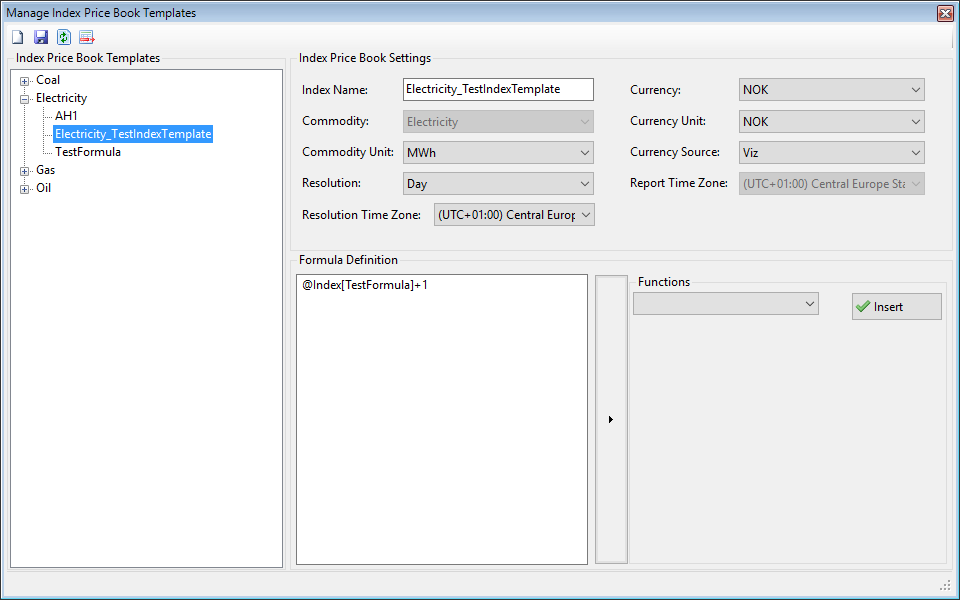 Manage Index Price Book Templates
Index Price Book Templates
Coal
Electricity
AH1
Electricity_TestIndexTemplate
TestFormula
Gas
Oil
Index Price Book Settings
Index Name: Electricity_TestIndexTemplate
Commodity: Electricity
Commodity Unit: MWh
Resolution: Day
Resolution Time Zone: (UTC+01:00) Central Europ
Currency: NOK
Currency Unit: NOK
Currency Source: Viz
Report Time Zone: (UTC+01:00) Central Europe Sta
Formula Definition
@Index[TestFormula]+1
Functions
Insert